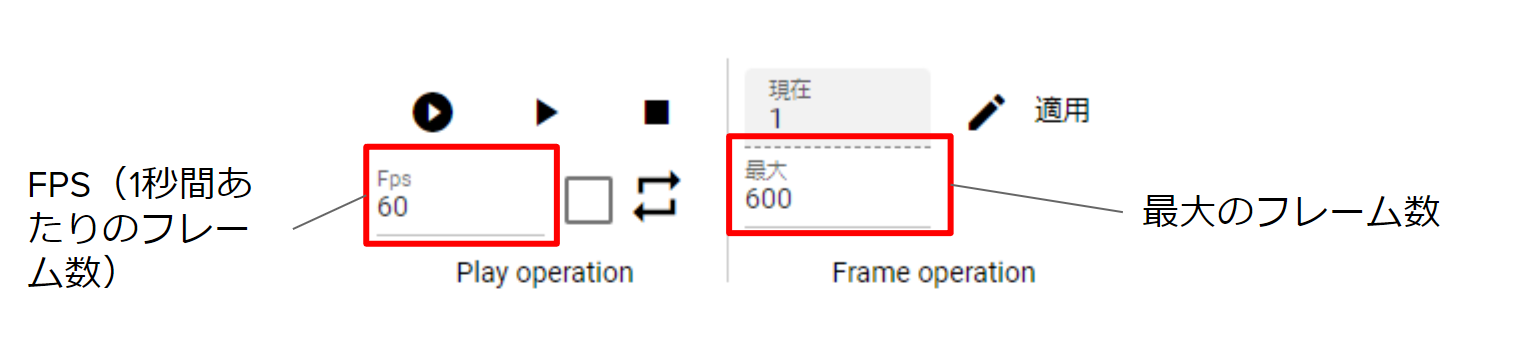 現在
1
適用
FPS（1秒間あ
たりのフレー
ム数）
Fps
60
最大
600
最大のフレーム数
Play operation
Frame operation